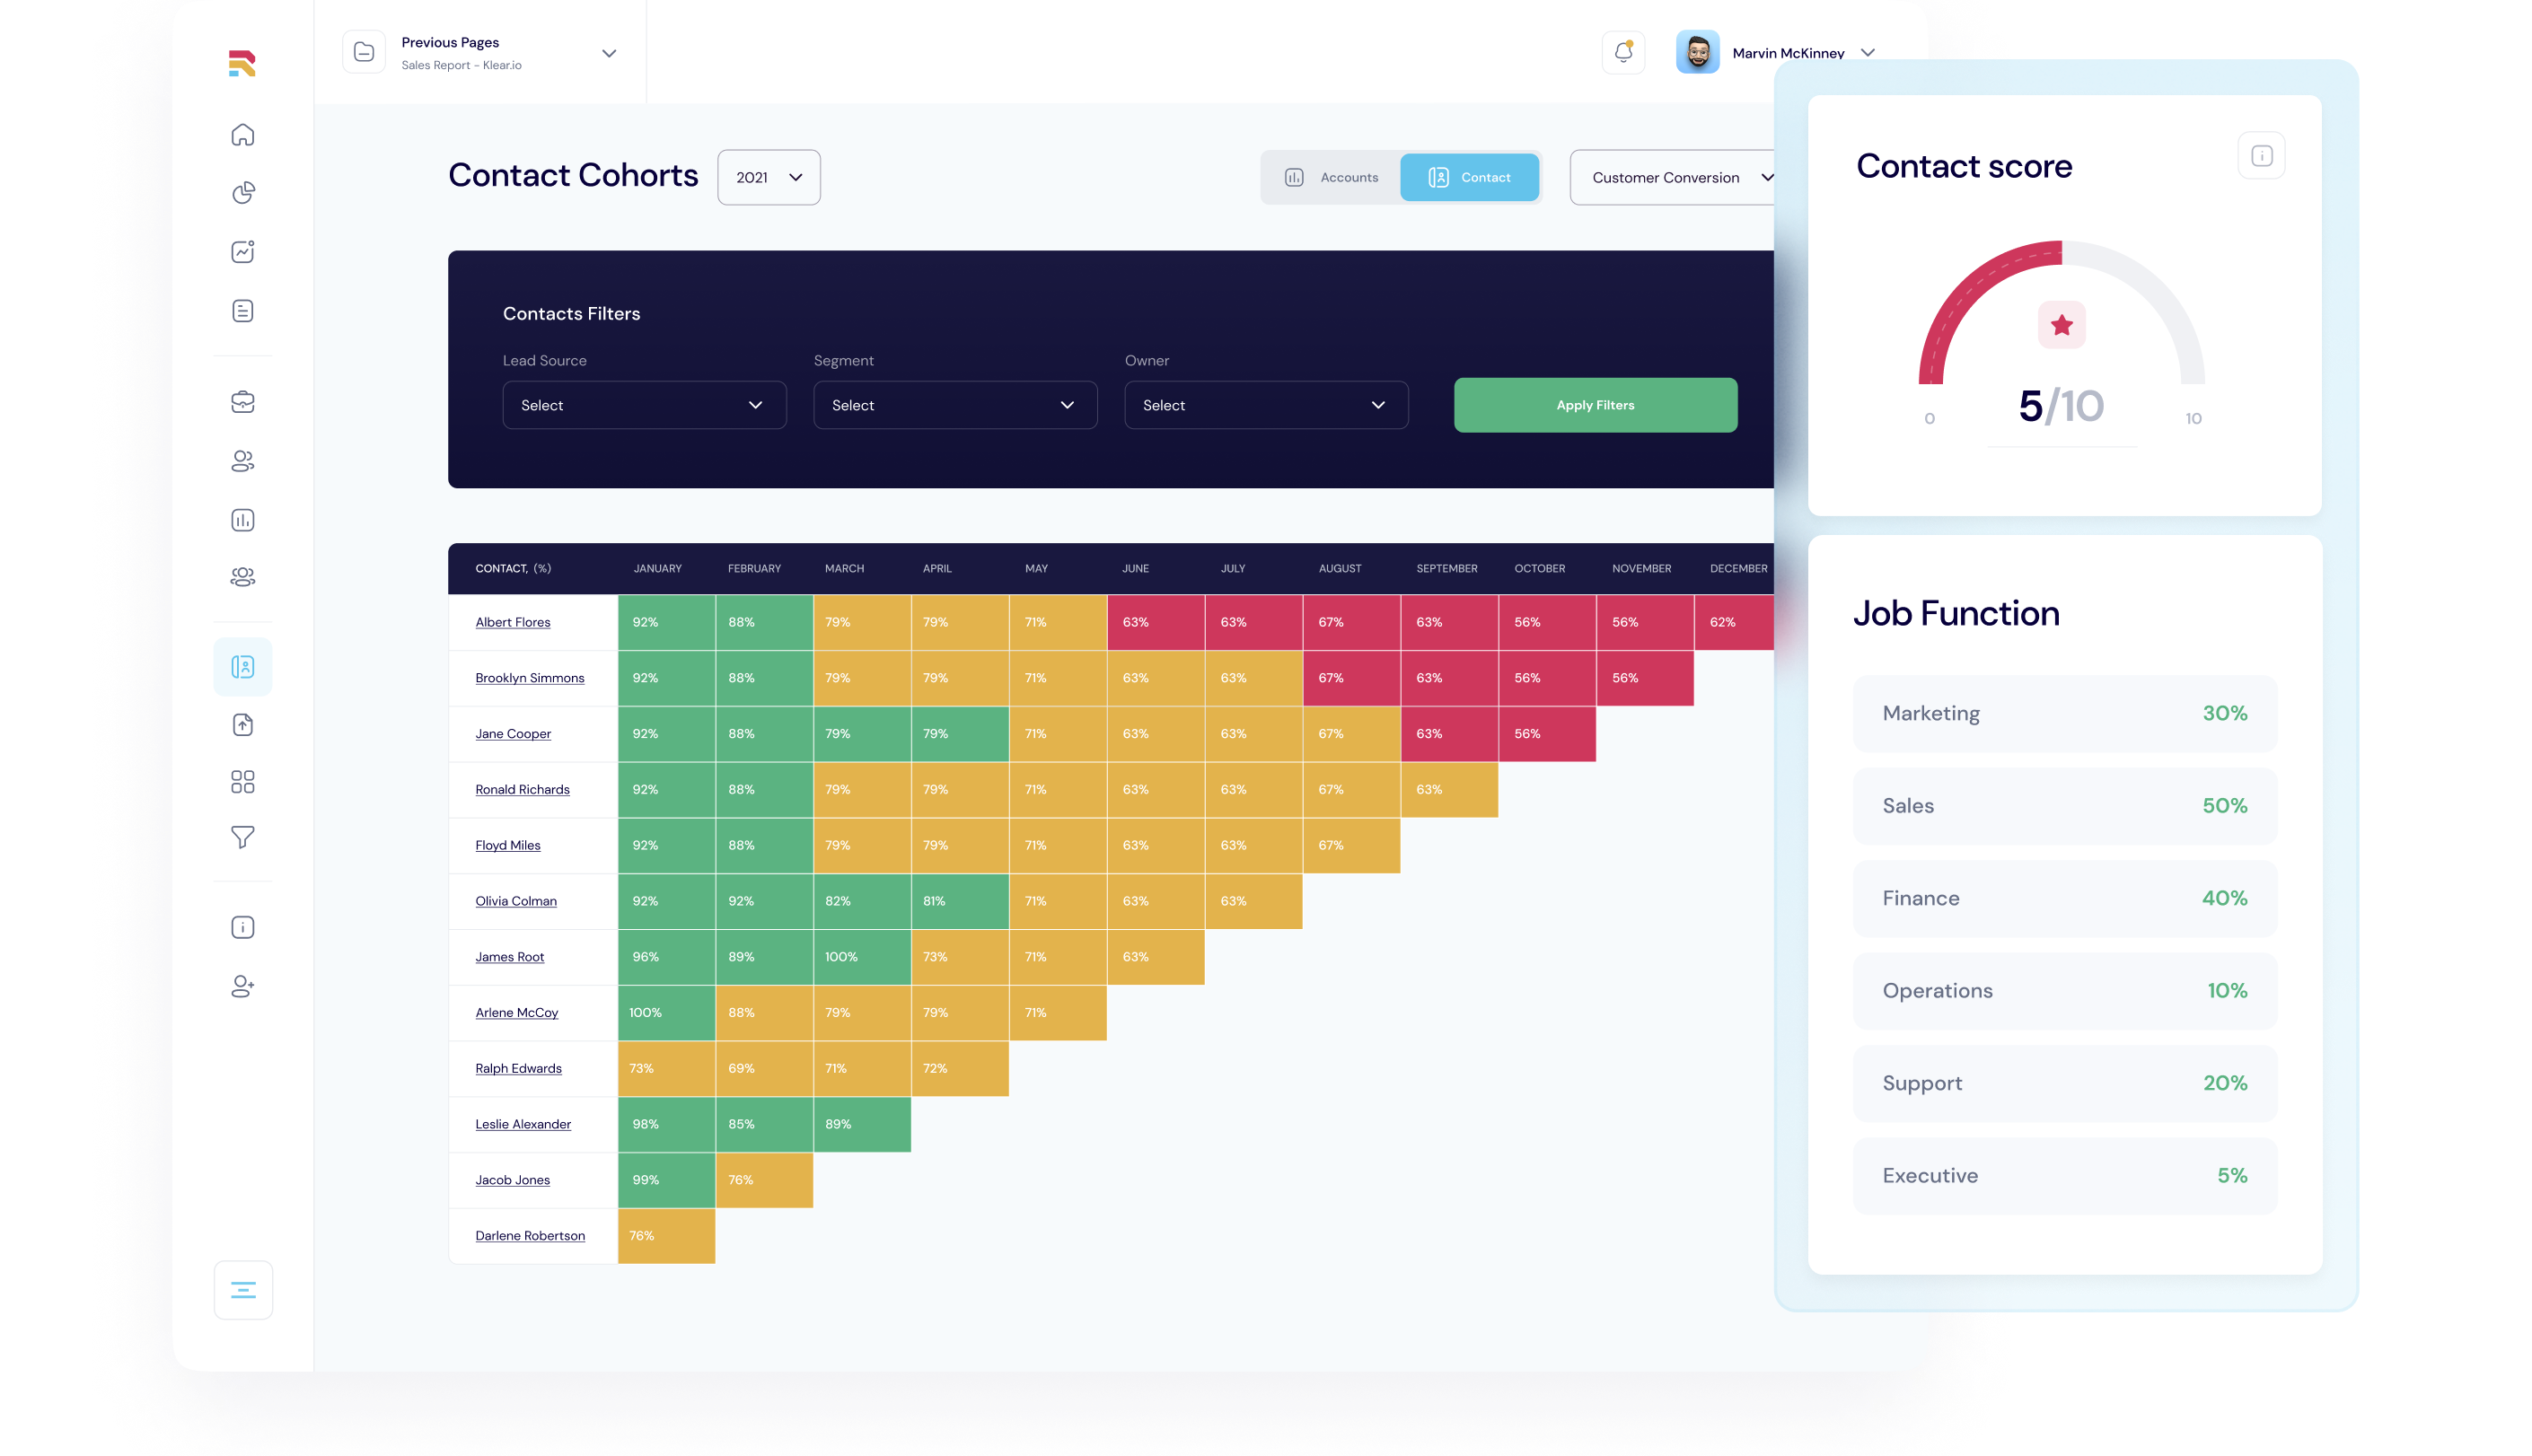 Previous Pages
Sales Report - Klear.io
Marvin McKinney
Contact Cohorts
2021
Accounts
Contact
Customer Conversion
Contacts Filters
Lead Source
Segment
Owner
Select
Select
Select
Apply Filters
CONTACT, (%) JANUARY FEBRUARY MARCH APRIL MAY JUNE JULY AUGUST SEPTEMBER OCTOBER NOVEMBER DECEMBER
Albert Flores 92% 88% 79% 79% 71% 63% 63% 67% 63% 56% 56% 62%
Brooklyn Simmons 92% 88% 79% 79% 71% 63% 63% 67% 63% 56% 56%
Jane Cooper 92% 88% 79% 79% 71% 63% 63% 67% 63% 56%
Ronald Richards 92% 88% 79% 79% 71% 63% 63% 67% 63%
Floyd Miles 92% 88% 79% 79% 71% 63% 63% 67%
Olivia Colman 92% 92% 82% 81% 71% 63% 63%
James Root 96% 89% 100% 73% 71% 63%
Arlene McCoy 100% 88% 79% 79% 71%
Ralph Edwards 73% 69% 71% 72%
Leslie Alexander 98% 85% 89%
Jacob Jones 99% 76%
Darlene Robertson 76%
Contact score
5/10
0
10
Job Function
Marketing 30%
Sales 50%
Finance 40%
Operations 10%
Support 20%
Executive 5%